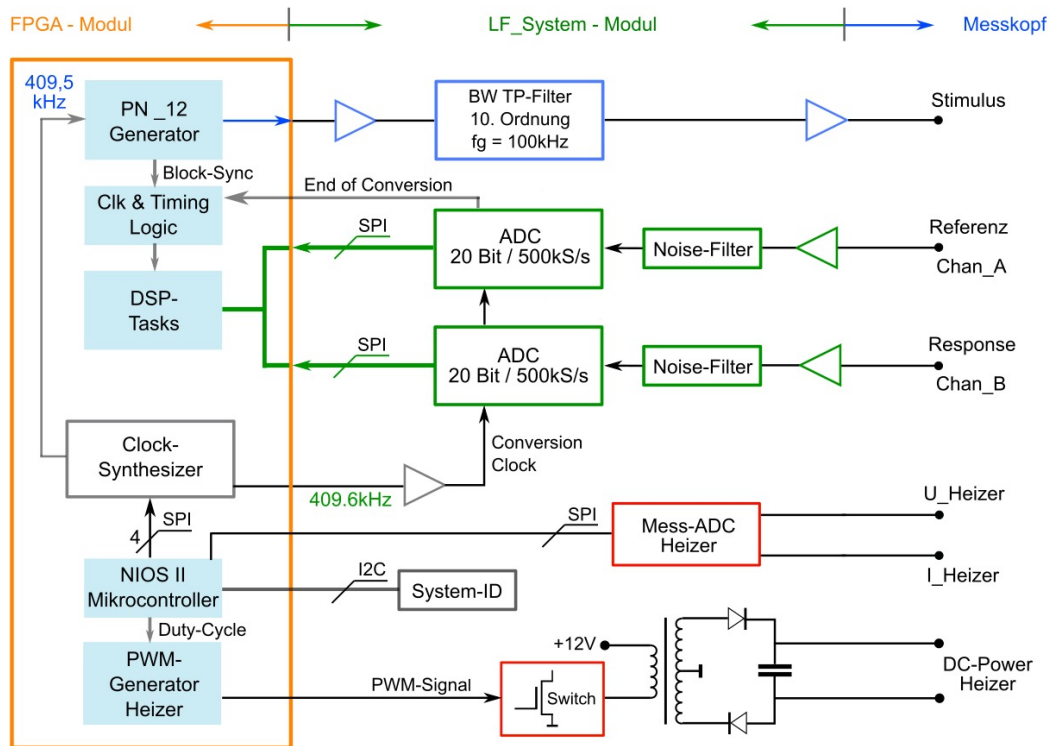 FPGA - Modul
LF_System - Modul
Messkopf
409,5
kHz
PN _12
Generator
BW TP-Filter
10. Ordnung
fg = 100kHz
Stimulus
Block-Sync
End of Conversion
Clk & Timing
Logic
SPI
ADC
20 Bit / 500kS/s
Noise-Filter
Referenz
Chan_A
DSP-
Tasks
SPI
ADC
20 Bit / 500kS/s
Noise-Filter
Response
Chan_B
Clock-
Synthesizer
Conversion
Clock
409.6kHz
4
SPI
SPI
Mess-ADC
Heizer
U_Heizer
I_Heizer
NIOS II
Mikrocontroller
I2C
System-ID
Duty-Cycle
PWM-
Generator
Heizer
PWM-Signal
+12V
Switch
DC-Power
Heizer